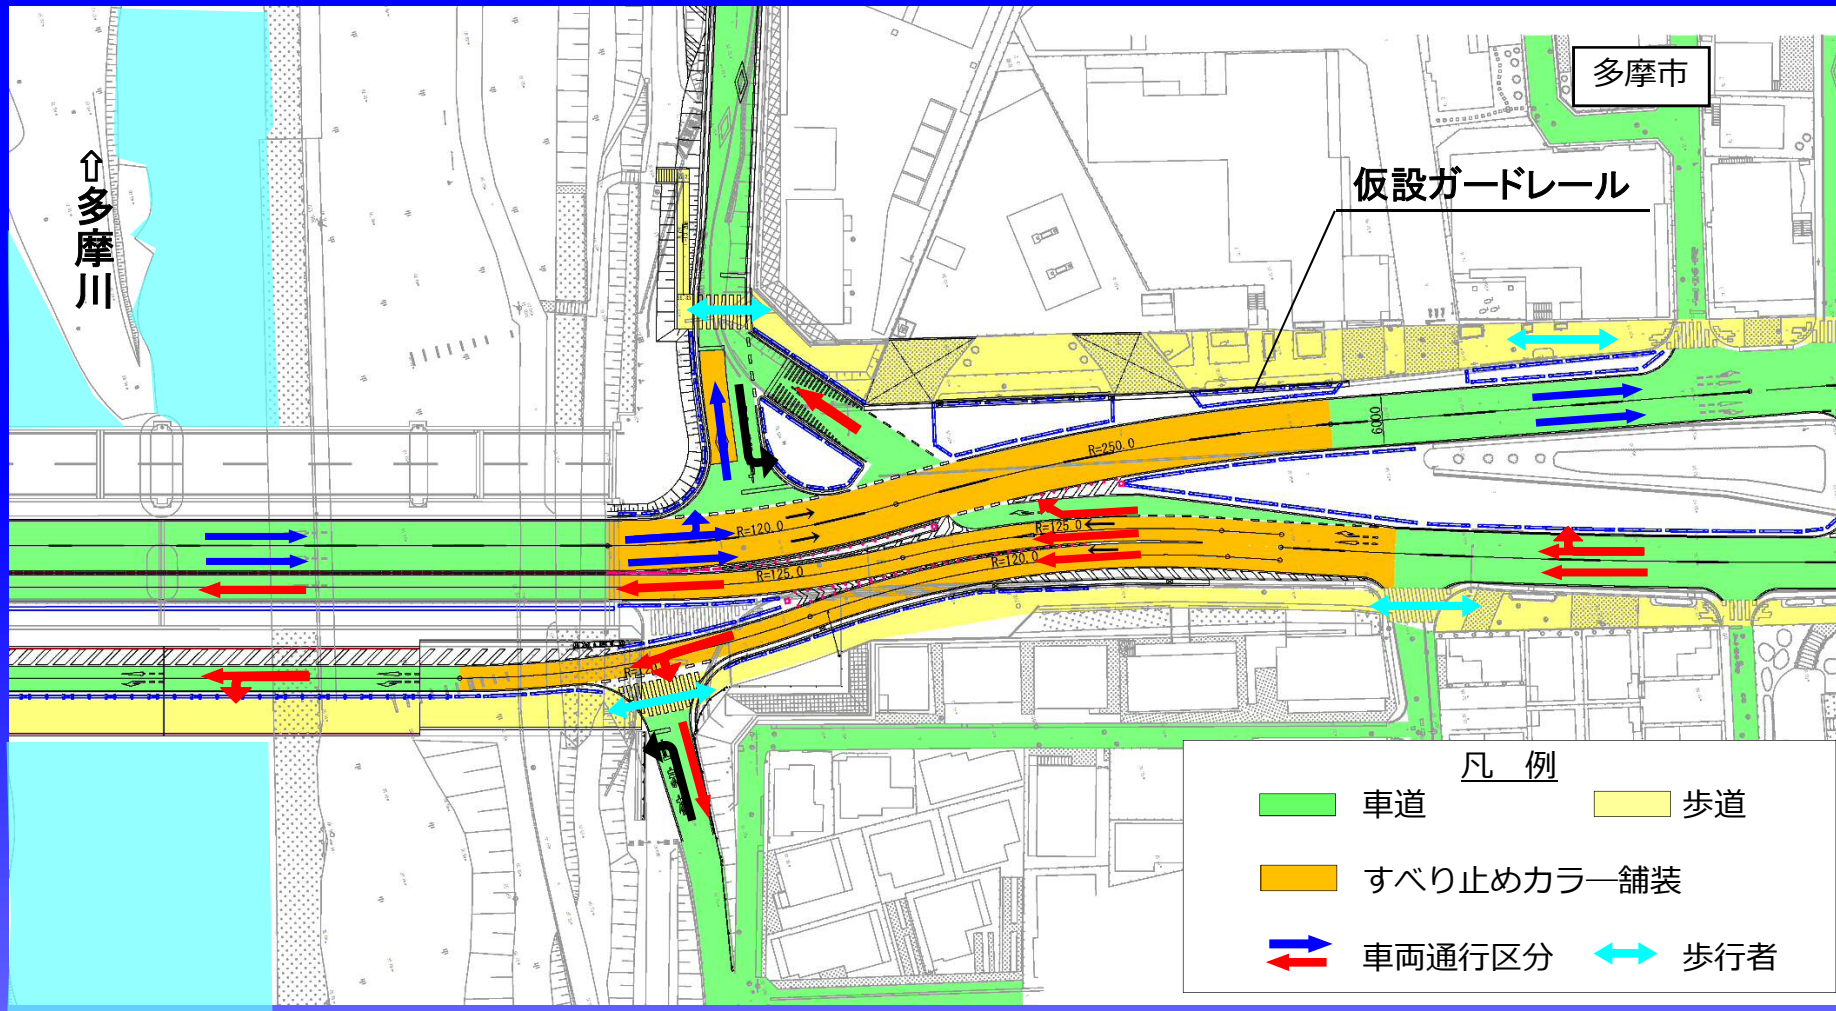 多摩市
⇧多摩川
仮設ガードレール
6000
R=250.0
R=120.0
R=125.0
R=125.0
R=120.0
凡 例
車道
歩道
すべり止めカラー舗装
車両通行区分
歩行者